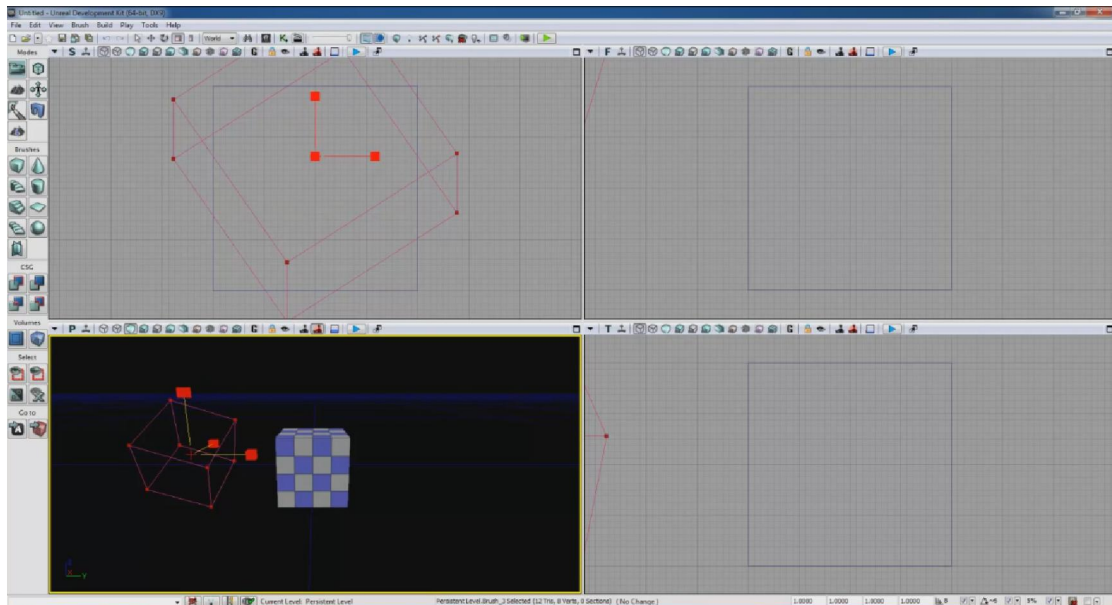 Untitled - Unreal Development Kit (64-bit, DX9)
File Edit View Brush Build Play Tools Help
World
Modes
S
G
F
G
Brushes
CSG
Volumes
Select
Go to
P
G
T
G
Z
X Y
Current Level: Persistent Level
Persistent Level.Brush_3 Selected (12 Tris, 8 Verts, 0 Sections) (No Change)
1.0000 1.0000 1.0000 1.0000
8
5%